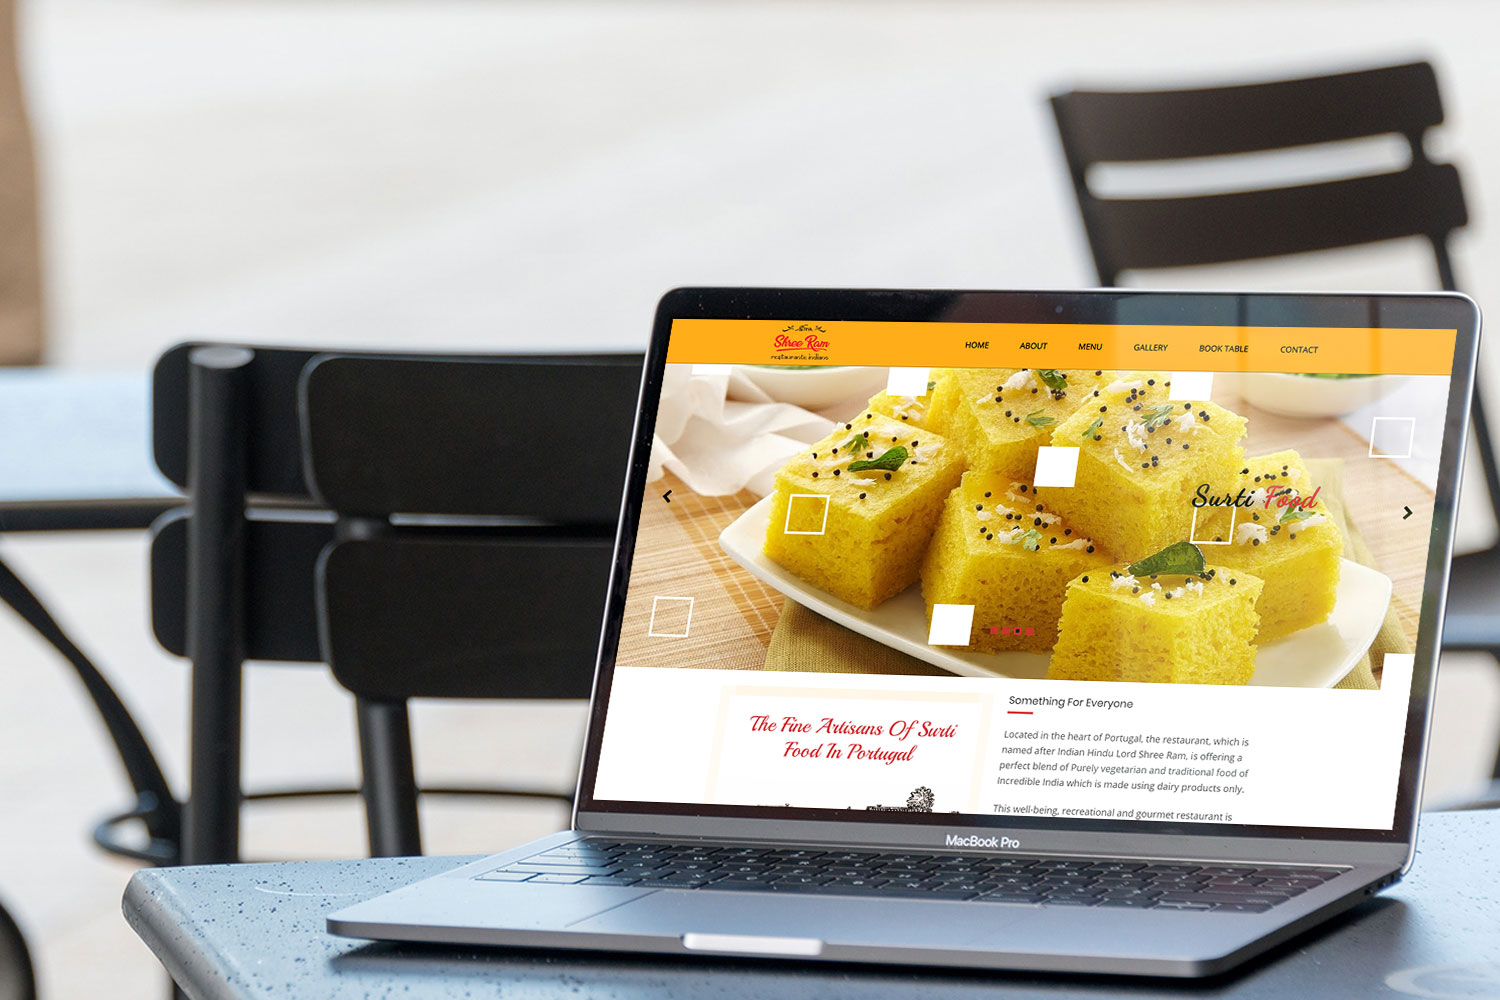 Shree Ram
restaurante indiano
HOME ABOUT MENU GALLERY BOOK TABLE CONTACT
Surti Food
The Fine Artisans Of Surti
Food In Portugal
Something For Everyone
Located in the heart of Portugal, the restaurant, which is
named after Indian Hindu Lord Shree Ram, is offering a
perfect blend of Purely vegetarian and traditional food of
Incredible India which is made using dairy products only.
This well-being, recreational and gourmet restaurant is
MacBook Pro